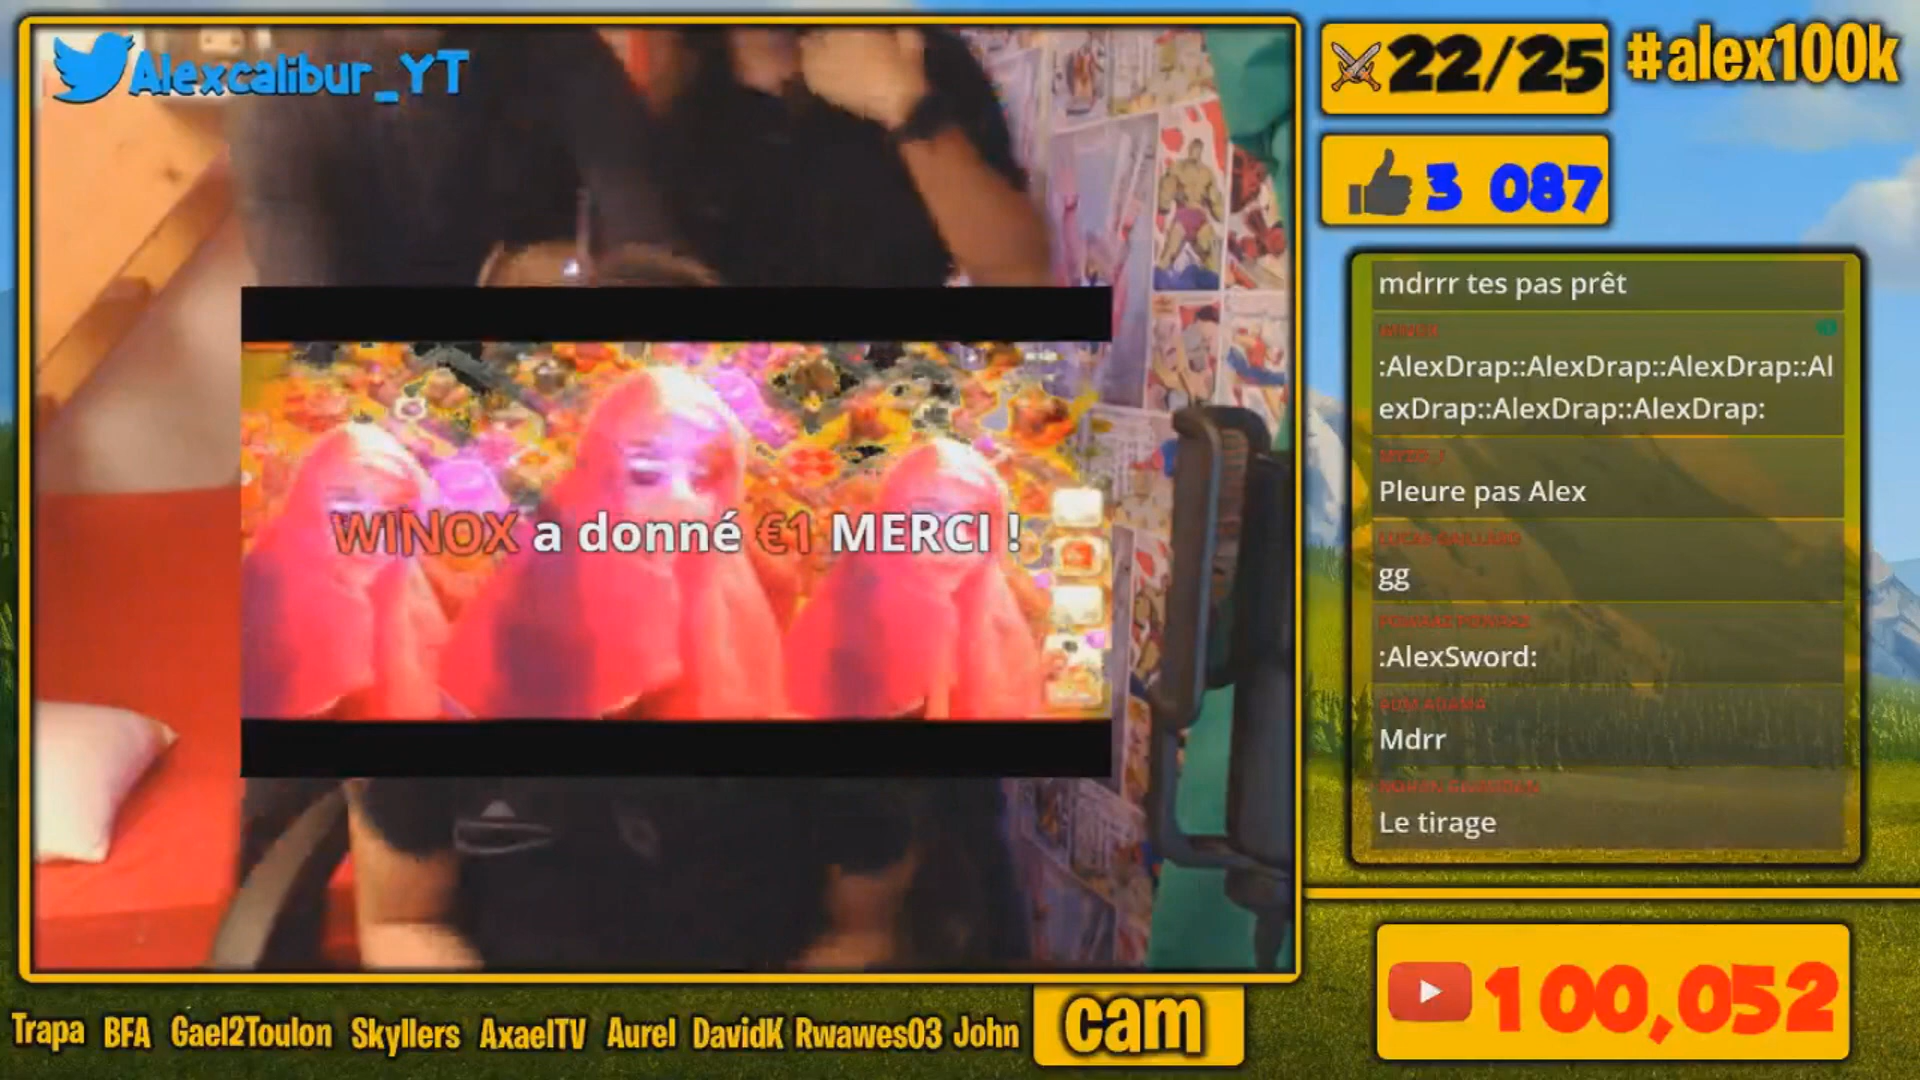 Alexcalibur_YT
22/25
#alex100k
3 087
mdrrr tes pas prêt
WINOX
:AlexDrap::AlexDrap::AlexDrap::Al
exDrap::AlexDrap::AlexDrap:
Pleure pas Alex
gg
:AlexSword:
Mdrr
Le tirage
WINOX a donné €1 MERCI !
Trapa BFA Gael2Toulon Skyllers AxaelTV Aurel DavidK Rwawes03 John
cam
100,052